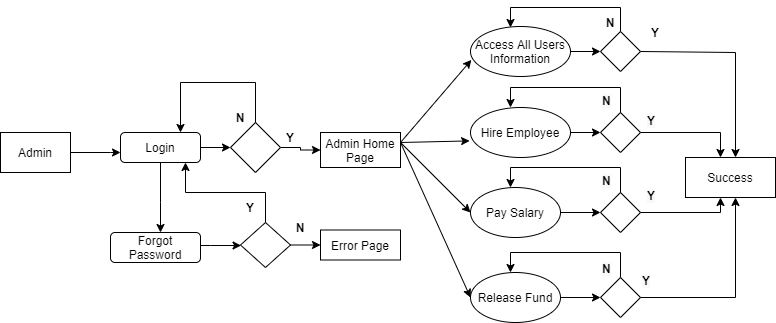 N
Y
Access All Users
Information
N
Y
Admin
Login
N
Y
Admin Home
Page
Hire Employee
N
Y
Success
Y
N
Forgot
Password
Error Page
Pay Salary
N
Y
Release Fund
N
Y